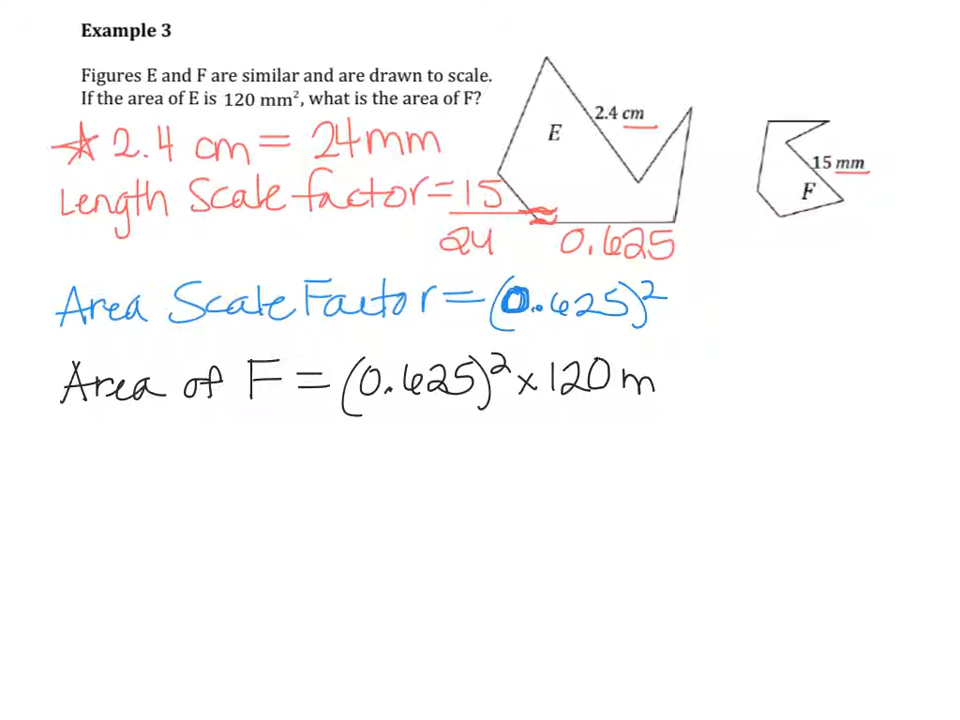 Example 3
Figures E and F are similar and are drawn to scale.
If the area of E is 120 mm², what is the area of F?
2.4 cm
E
15 mm
F
☆ 2.4 cm = 24mm
Length Scale factor = 15
24
≈ 0.625
Area Scale Factor = (0.625)²
Area of F = (0.625)² x 120 m